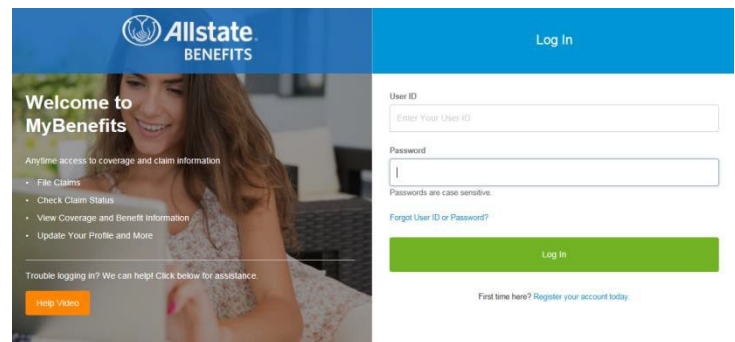 Allstate.
BENEFITS
Welcome to
MyBenefits
Anytime access to coverage and claim information
• File Claims
• Check Claim Status
• View Coverage and Benefit Information
• Update Your Profile and More
Trouble logging in? We can help! Click below for assistance.
Help Video
Log In
User ID
Enter Your User ID
Password
Passwords are case sensitive.
Forgot User ID or Password?
Log In
First time here? Register your account today.